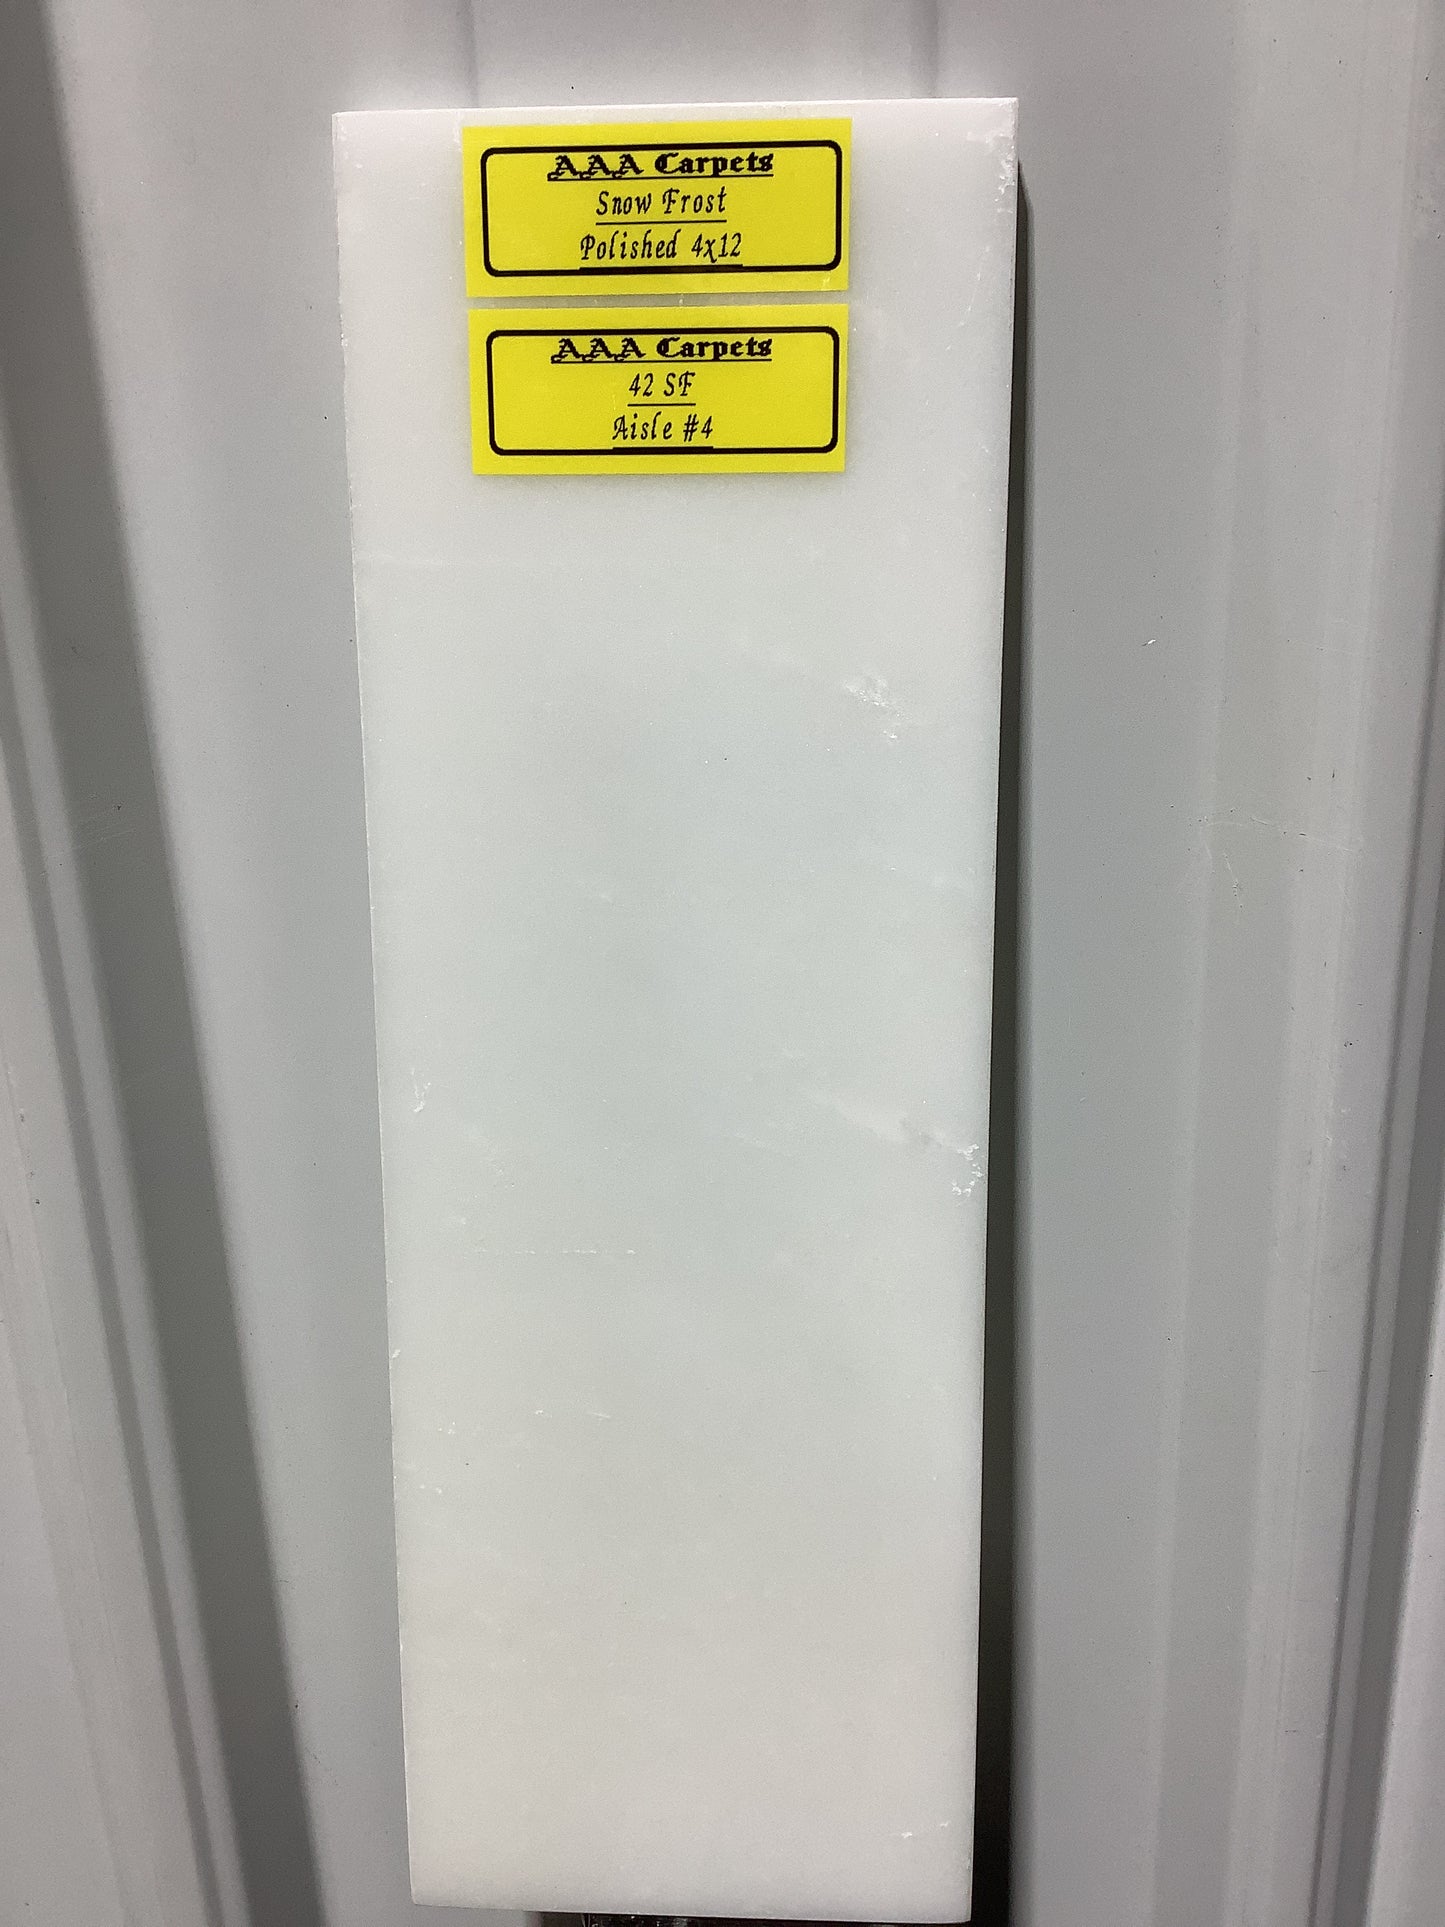 AAA Carpets
Snow Frost
Polished 4x12
AAA Carpets
42 SF
Aisle #4